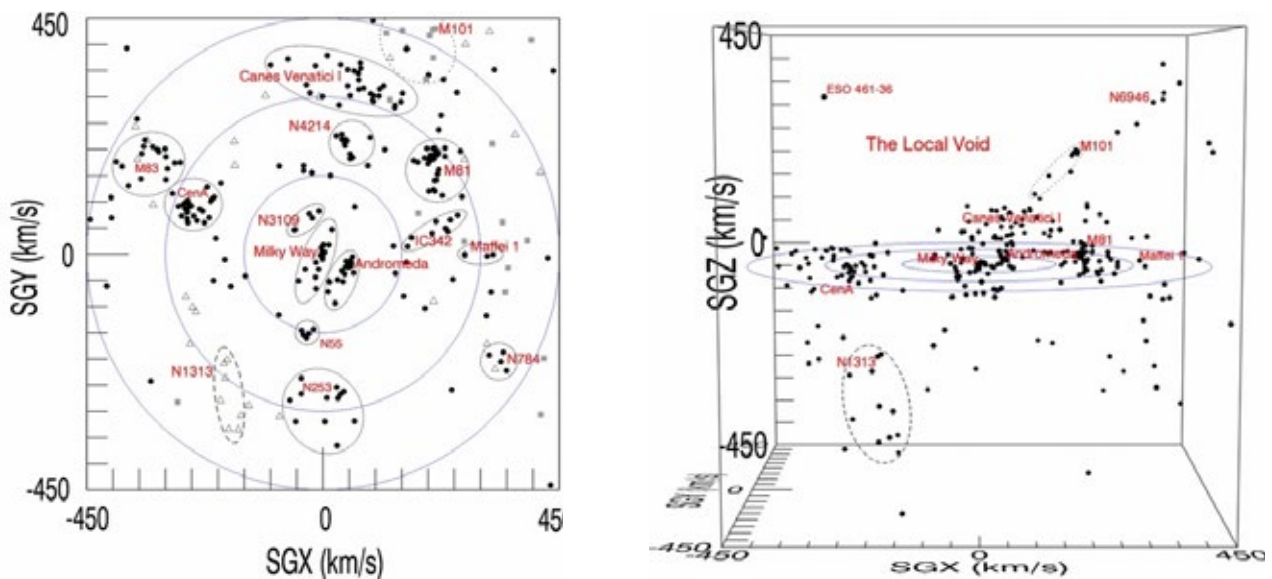 450
M101
Canes Venatici I
N4214
M83
M81
CenA
N3109
IC342
Milky Way
Maffei 1
Andromeda
N55
N1313
N784
N253
SGY (km/s)
0
-450
-450
0
450
SGX (km/s)
450
ESO 461-36
N6946
The Local Void
M101
Canes Venatici I
M81
Milky Way
Andromeda
Maffei 1
CenA
N1313
SGZ (km/s)
0
-450
0
-450
-450
0
450
SGX (km/s)